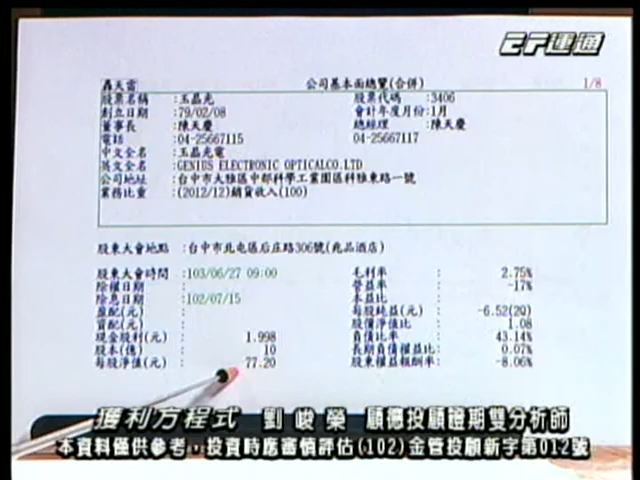 EF運通
轟天雷 公司基本面總覽(合併) 1/8
股票名稱 :玉晶光 股票代碼 :3406
創立日期 :79/02/08 會計年度月份:1月
董事長 :陳天慶 總經理 :陳天慶
電話 :04-25667115 04-25667117
中文全名 :玉晶光電
英文全名 :GENIUS ELECTRONIC OPTICALCO.LTD
公司地址 :台中市大雅區中部科學工業園區科雅東路一號
業務比重 :(2012/12)銷貨收入(100)
股東大會地點 :台中市北屯區后庄路306號(兆品酒店)
股東大會時間 :103/06/27 09:00 毛利率 : 2.75%
除權日期 : 營益率 : -17%
除息日期 :102/07/15 本益比 :
盈配(元) : 每股純益(元) : -6.52(2Q)
資配(元) : 股價淨值比 : 1.08
現金股利(元) : 1.998 負債比率 : 43.14%
股本(億) : 10 長期負債權益比: 0.07%
每股淨值(元) : 77.20 股東權益報酬率: -8.06%
獲利方程式 劉峻榮 顧德投顧證期雙分析師
本資料僅供參考，投資時應審慎評估(102)金管投顧新字第012號